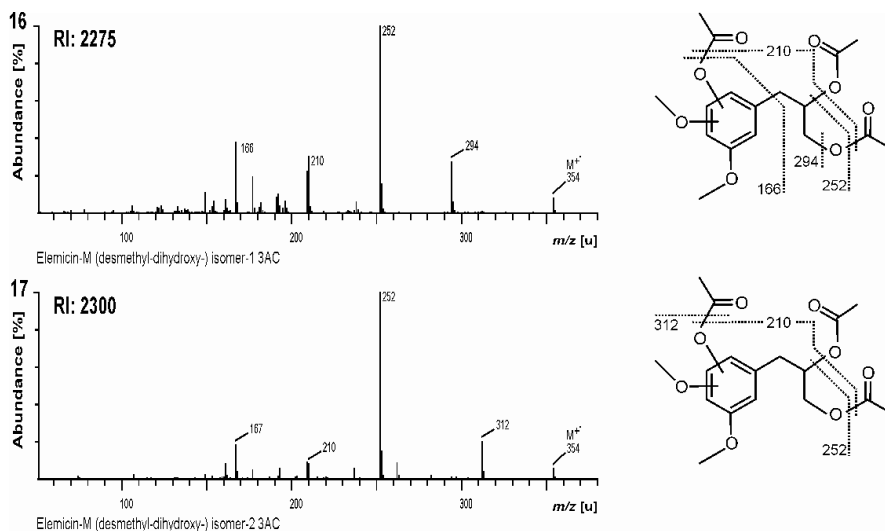 16
RI: 2275
Abundance [%]
252
166
210
294
M+•
354
100
200
300
m/z [u]
Elemicin-M (desmethyl-dihydroxy-) isomer-1 3AC
O
O
210
O
O
O
O
O
O
294
166
252
17
RI: 2300
Abundance [%]
252
167
210
312
M+•
354
100
200
300
m/z [u]
Elemicin-M (desmethyl-dihydroxy-) isomer-2 3AC
O
O
312
210
O
O
O
O
O
O
252